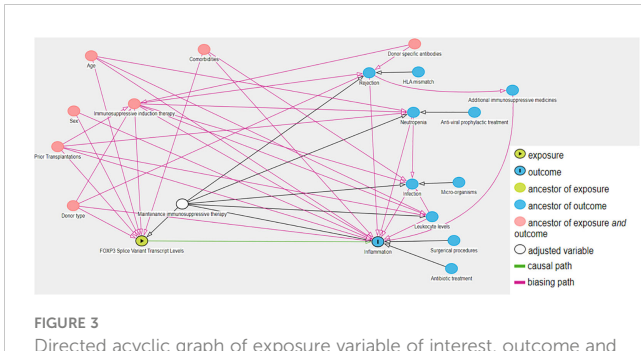 Donor specific antibodies
Age
Comorbidities
Rejection
HLA mismatch
Additional immusuppressive medicines
Immunosuppressive induction therapy
Sex
Neutropenia
Anti-viral prophylactic treatment
Prior Transplantations
Infection
Micro-organisms
Donor type
Maintenance immunosuppressive therapy
Leukocyte levels
FOXP3 Splice Variant Transcript Levels
Inflammation
Surgerical procedures
Antibiotic treatment
exposure
outcome
ancestor of exposure
ancestor of outcome
ancestor of exposure and
outcome
adjusted variable
causal path
biasing path
FIGURE 3
Directed acyclic graph of exposure variable of interest, outcome and